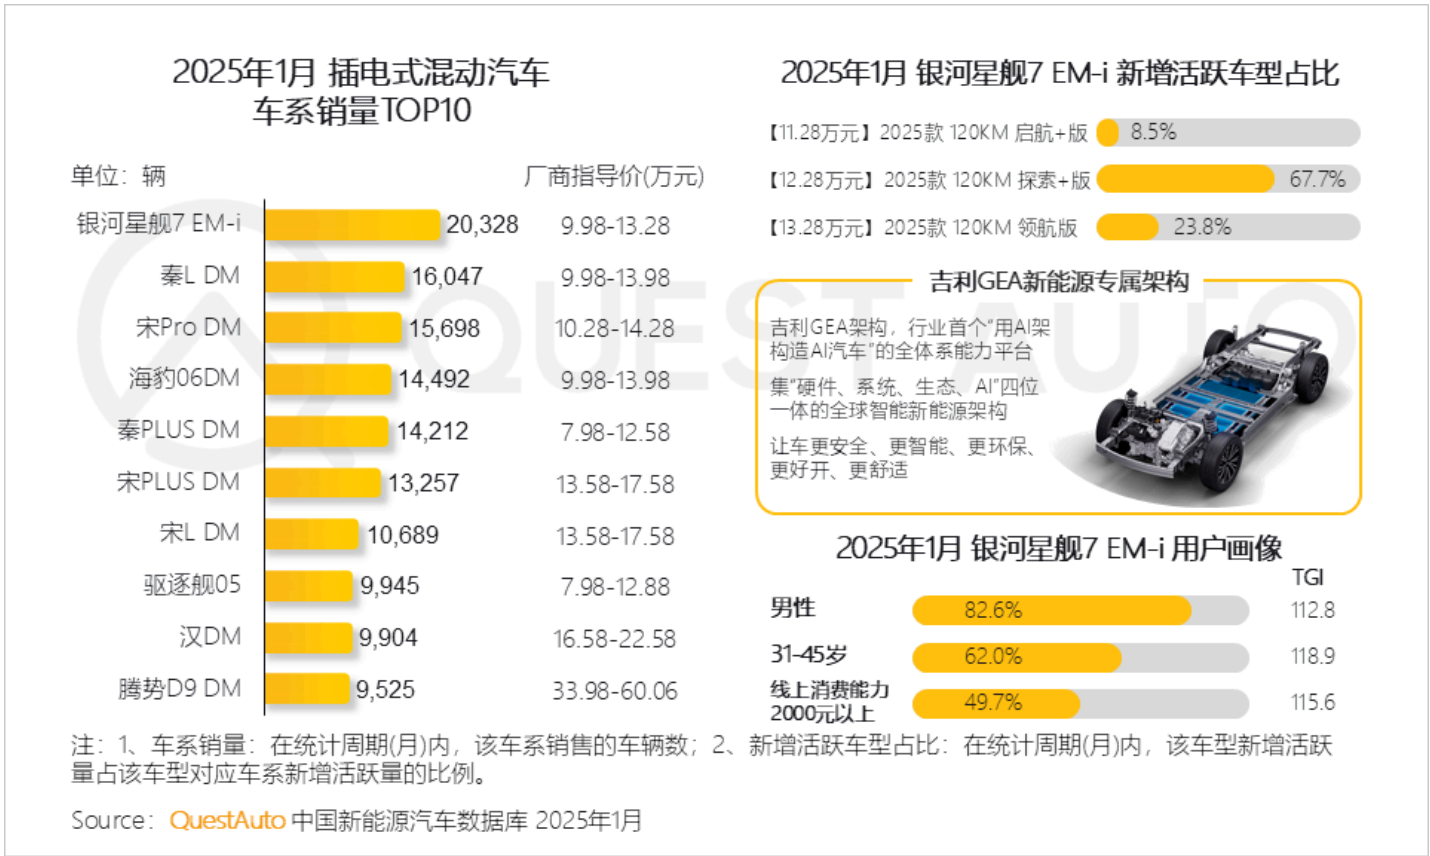 2025年1月 插电式混动汽车
车系销量TOP10
单位：辆 厂商指导价(万元)
银河星舰7 EM-i 20,328 9.98-13.28
秦L DM 16,047 9.98-13.98
宋Pro DM 15,698 10.28-14.28
海豹06DM 14,492 9.98-13.98
秦PLUS DM 14,212 7.98-12.58
宋PLUS DM 13,257 13.58-17.58
宋L DM 10,689 13.58-17.58
驱逐舰05 9,945 7.98-12.88
汉DM 9,904 16.58-22.58
腾势D9 DM 9,525 33.98-60.06
2025年1月 银河星舰7 EM-i 新增活跃车型占比
【11.28万元】2025款 120KM 启航+版 8.5%
【12.28万元】2025款 120KM 探索+版 67.7%
【13.28万元】2025款 120KM 领航版 23.8%
吉利GEA新能源专属架构
吉利GEA架构，行业首个“用AI架
构造AI汽车”的全体系能力平台
集“硬件、系统、生态、AI”四位
一体的全球智能新能源架构
让车更安全、更智能、更环保、
更好开、更舒适
2025年1月 银河星舰7 EM-i 用户画像
TGI
男性 82.6% 112.8
31-45岁 62.0% 118.9
线上消费能力
2000元以上 49.7% 115.6
注：1、车系销量：在统计周期(月)内，该车系销售的车辆数；2、新增活跃车型占比：在统计周期(月)内，该车型新增活跃
量占该车型对应车系新增活跃量的比例。
Source：QuestAuto 中国新能源汽车数据库 2025年1月
QUEST AUTO